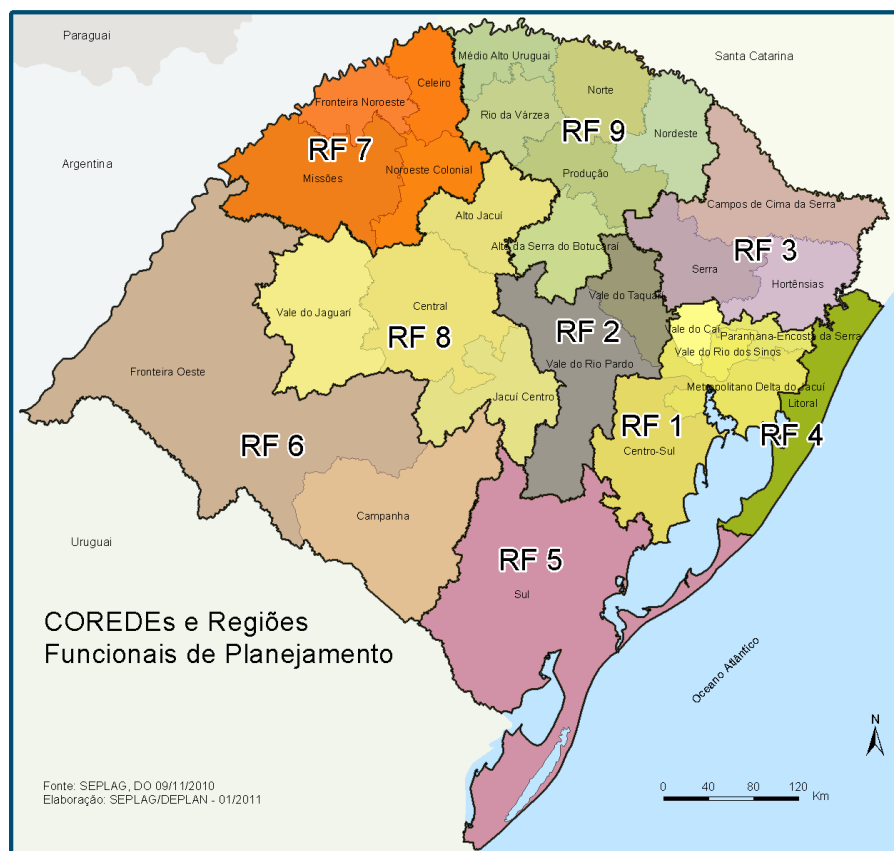 Paraguai
Santa Catarina
Médio Alto Uruguai
Celeiro
Norte
Fronteira Noroeste
Rio da Várzea
RF 9
Nordeste
RF 7
Argentina
Missões
Noroeste Colonial
Produção
Alto Jacuí
Campos de Cima da Serra
Alto da Serra do Botucaraí
RF 3
Serra
Hortênsias
Vale do Taquari
Central
Vale do Jaguarí
RF 8
RF 2
Vale do Caí
Paranhana-Encosta da Serra
Vale do Rio dos Sinos
Vale do Rio Pardo
Fronteira Oeste
Metropolitano Delta do Jacuí
Jacuí Centro
Litoral
RF 1
RF 4
RF 6
Centro-Sul
Campanha
Uruguai
RF 5
Sul
COREDEs e Regiões
Funcionais de Planejamento
Oceano Atlântico
N
Fonte: SEPLAG, DO 09/11/2010
Elaboração: SEPLAG/DEPLAN - 01/2011
0 40 80 120
Km